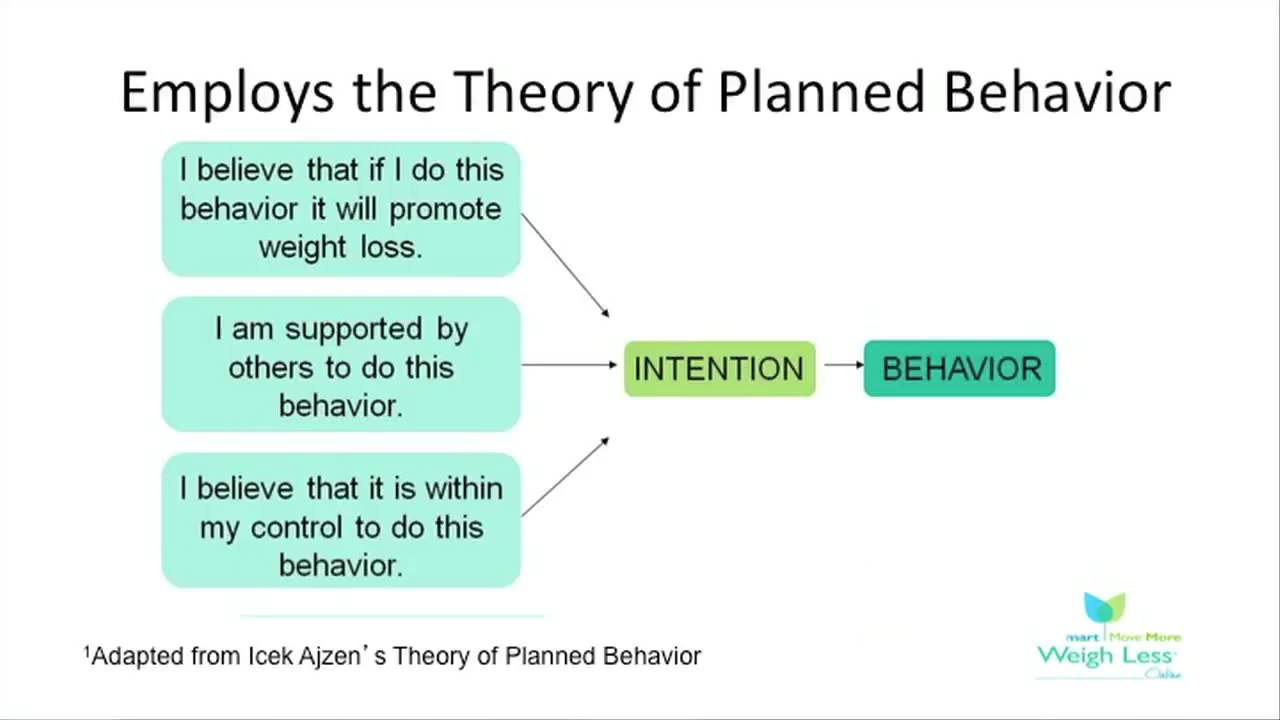 Employs the Theory of Planned Behavior
I believe that if I do this
behavior it will promote
weight loss.
I am supported by
others to do this
behavior.
I believe that it is within
my control to do this
behavior.
INTENTION
BEHAVIOR
¹Adapted from Icek Ajzen’s Theory of Planned Behavior
mart Move More
Weigh Less
Online